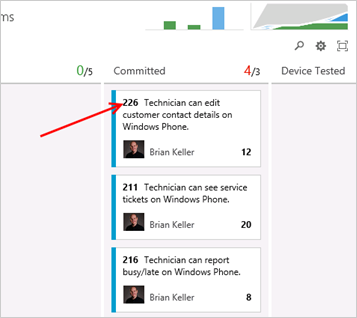 ms
0/5 Committed 4/3 Device Tested
226 Technician can edit
customer contact details on
Windows Phone.
Brian Keller 12
211 Technician can see service
tickets on Windows Phone.
Brian Keller 20
216 Technician can report
busy/late on Windows Phone.
Brian Keller 8